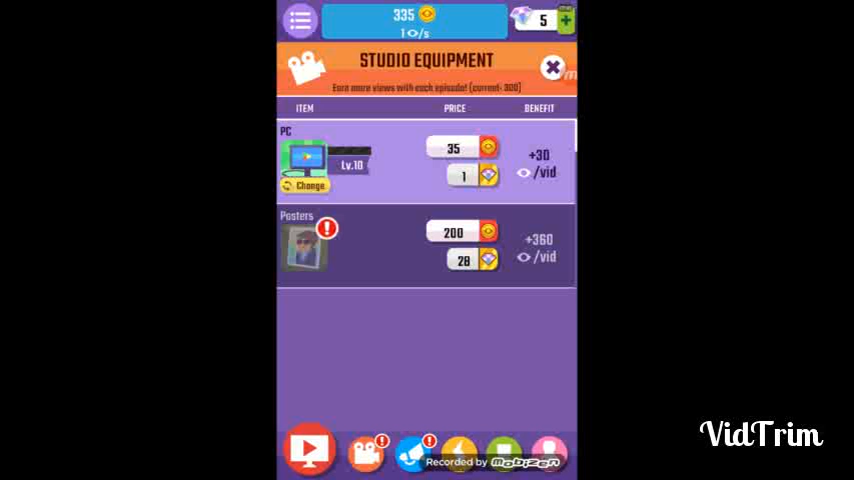 335
1 /s
5
STUDIO EQUIPMENT
Earn more views with each episode! (current: 300)
ITEM
PRICE
BENEFIT
PC
Lv.10
Change
35
1
+30
/vid
Posters
200
28
+360
/vid
VidTrim
Recorded by mobizen